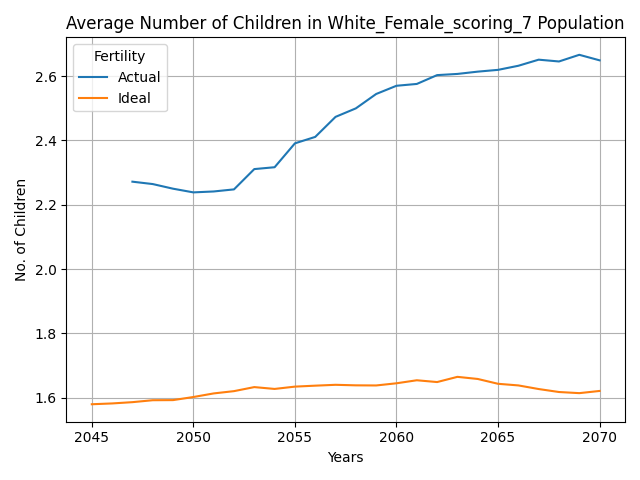 Average Number of Children in White_Female_scoring_7 Population
Fertility
Actual
Ideal
No. of Children
2.6
2.4
2.2
2.0
1.8
1.6
2045 2050 2055 2060 2065 2070
Years